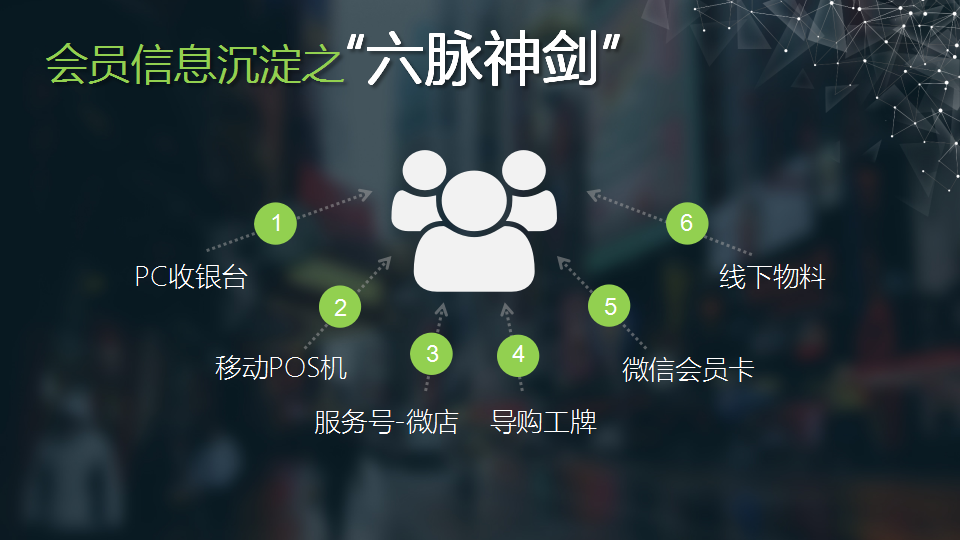 会员信息沉淀之“六脉神剑”
1
6
PC收银台
线下物料
2
5
移动POS机
微信会员卡
3
4
服务号-微店
导购工牌